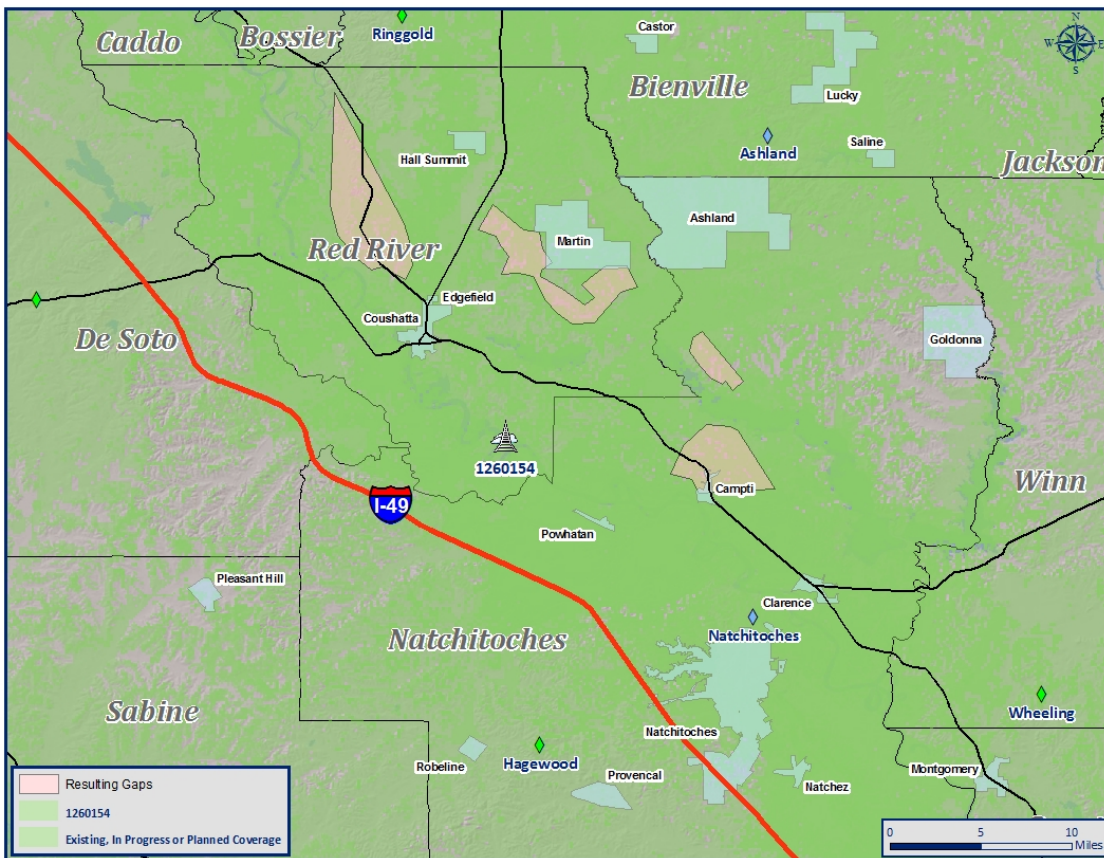 Caddo
Bossier
Ringgold
Castor
N
W
E
S
Bienville
Lucky
Ashland
Saline
Hall Summit
Jackson
Ashland
Red River
Martin
Edgefield
Coushatta
De Soto
Goldonna
1260154
Winn
Campti
I-49
Powhatan
Pleasant Hill
Clarence
Natchitoches
Natchitoches
Sabine
Wheeling
Natchitoches
Robeline
Hagewood
Provencal
Natchez
Montgomery
Resulting Gaps
1260154
Existing, In Progress or Planned Coverage
0 5 10
Miles